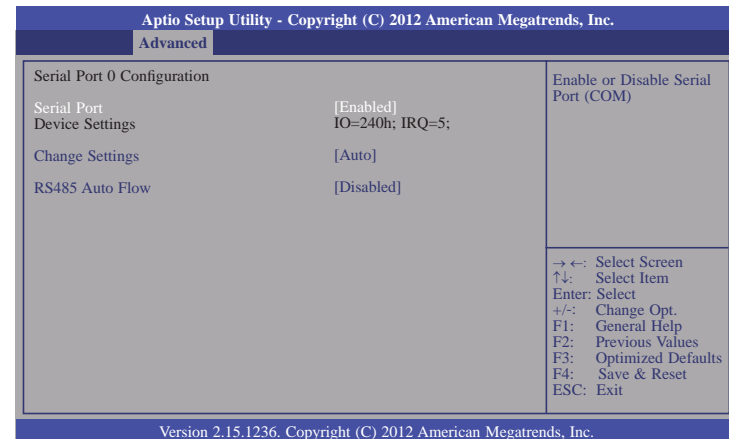 Aptio Setup Utility - Copyright (C) 2012 American Megatrends, Inc.
Advanced
Serial Port 0 Configuration
Serial Port [Enabled]
Device Settings IO=240h; IRQ=5;
Change Settings [Auto]
RS485 Auto Flow [Disabled]
Enable or Disable Serial
Port (COM)
→ ←: Select Screen
↑↓: Select Item
Enter: Select
+/-: Change Opt.
F1: General Help
F2: Previous Values
F3: Optimized Defaults
F4: Save & Reset
ESC: Exit
Version 2.15.1236. Copyright (C) 2012 American Megatrends, Inc.